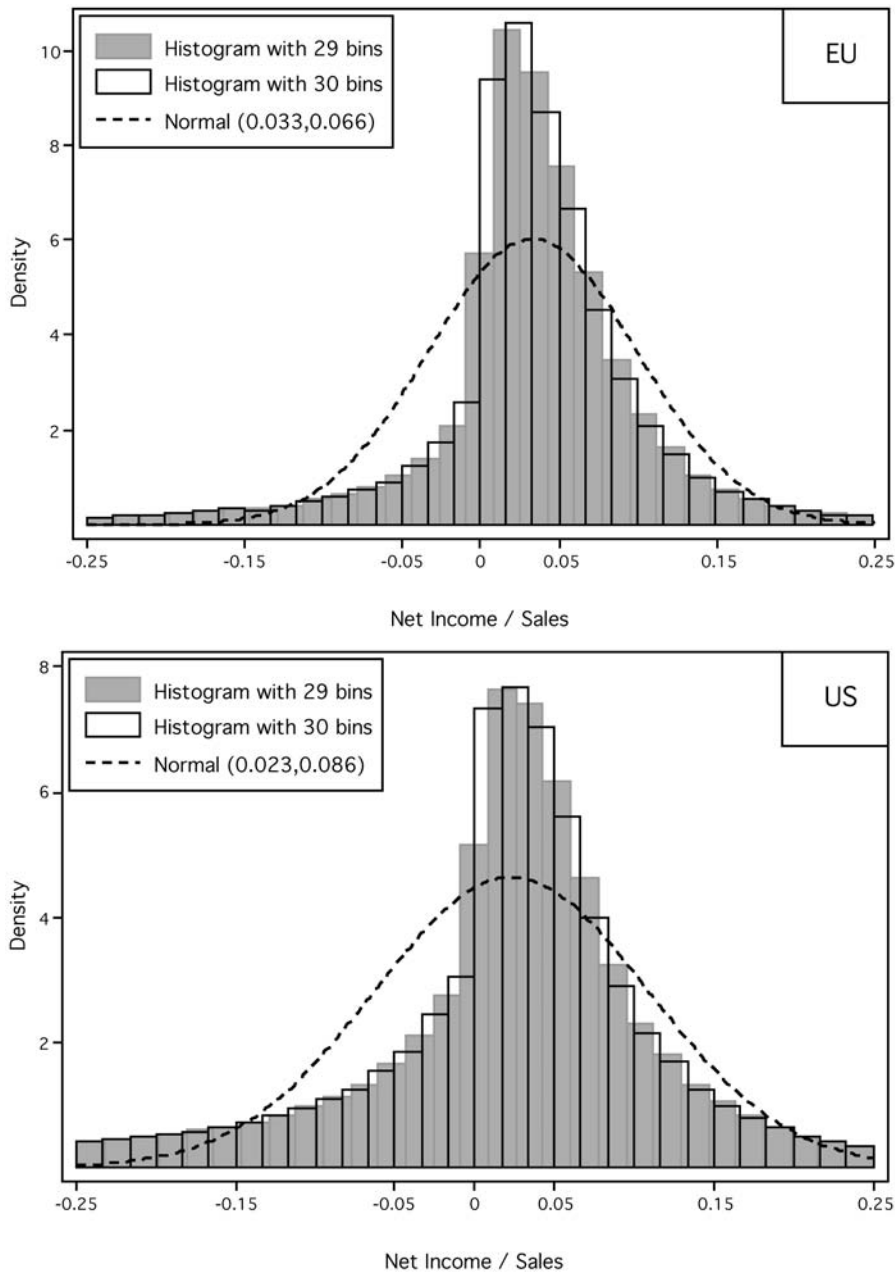 10
8
6
4
2
Density
Histogram with 29 bins
Histogram with 30 bins
Normal (0.033,0.066)
EU
-0.25
-0.15
-0.05
0
0.05
0.15
0.25
Net Income / Sales
8
6
4
2
Density
Histogram with 29 bins
Histogram with 30 bins
Normal (0.023,0.086)
US
-0.25
-0.15
-0.05
0
0.05
0.15
0.25
Net Income / Sales